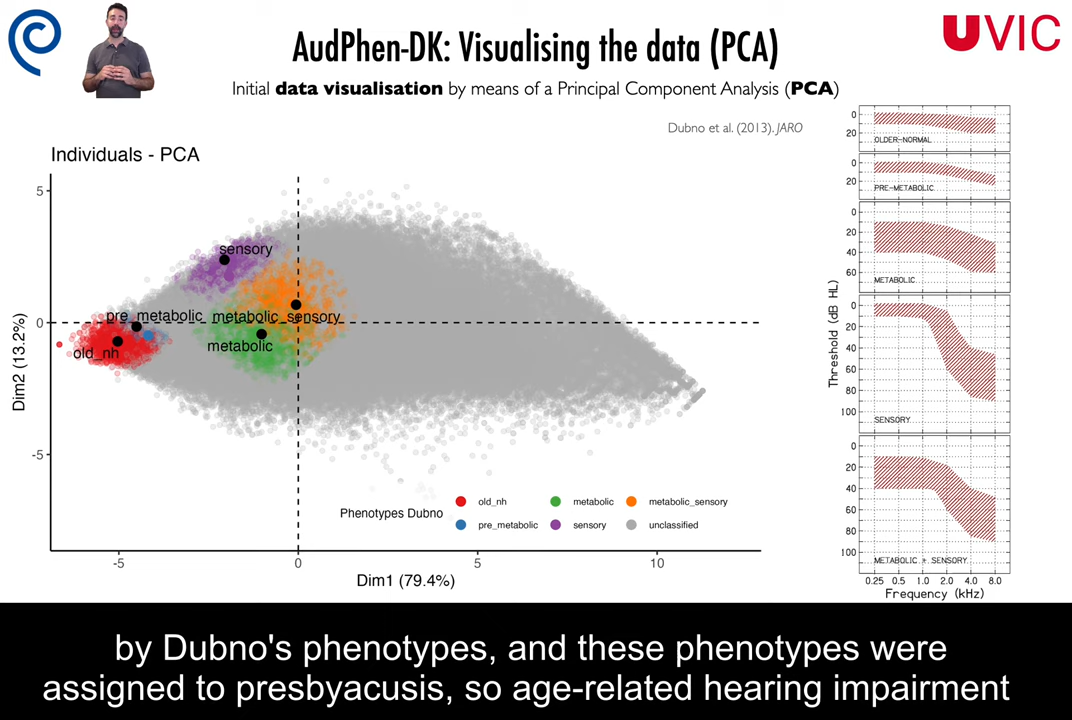 AudPhen-DK: Visualising the data (PCA)
UVIC
Initial data visualisation by means of a Principal Component Analysis (PCA)
Dubno et al. (2013). JARO
Individuals - PCA
5
0
-5
Dim2 (13.2%)
sensory
pre_metabolic
metabolic_sensory
old_nh
metabolic
Phenotypes Dubno
old_nh
metabolic
metabolic_sensory
pre_metabolic
sensory
unclassified
-5
0
5
10
Dim1 (79.4%)
0
20
OLDER-NORMAL
0
20
PRE-METABOLIC
0
20
40
60
METABOLIC
Threshold (dB HL)
0
20
40
60
80
100
SENSORY
0
20
40
60
80
100
METABOLIC + SENSORY
0.25 0.5 1.0 2.0 4.0 8.0
Frequency (kHz)
by Dubno's phenotypes, and these phenotypes were
assigned to presbyacusis, so age-related hearing impairment